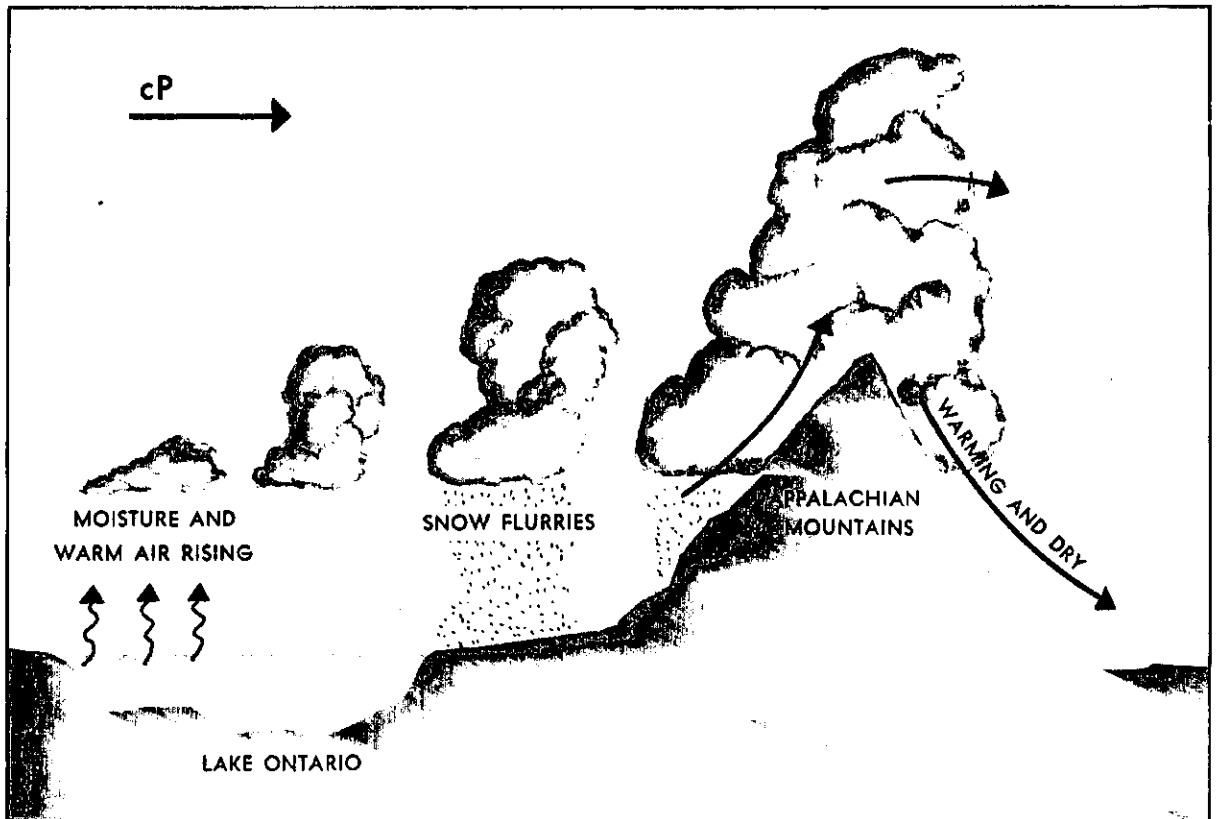 cP
MOISTURE AND
WARM AIR RISING
SNOW FLURRIES
APPALACHIAN
MOUNTAINS
WARMING AND DRY
LAKE ONTARIO